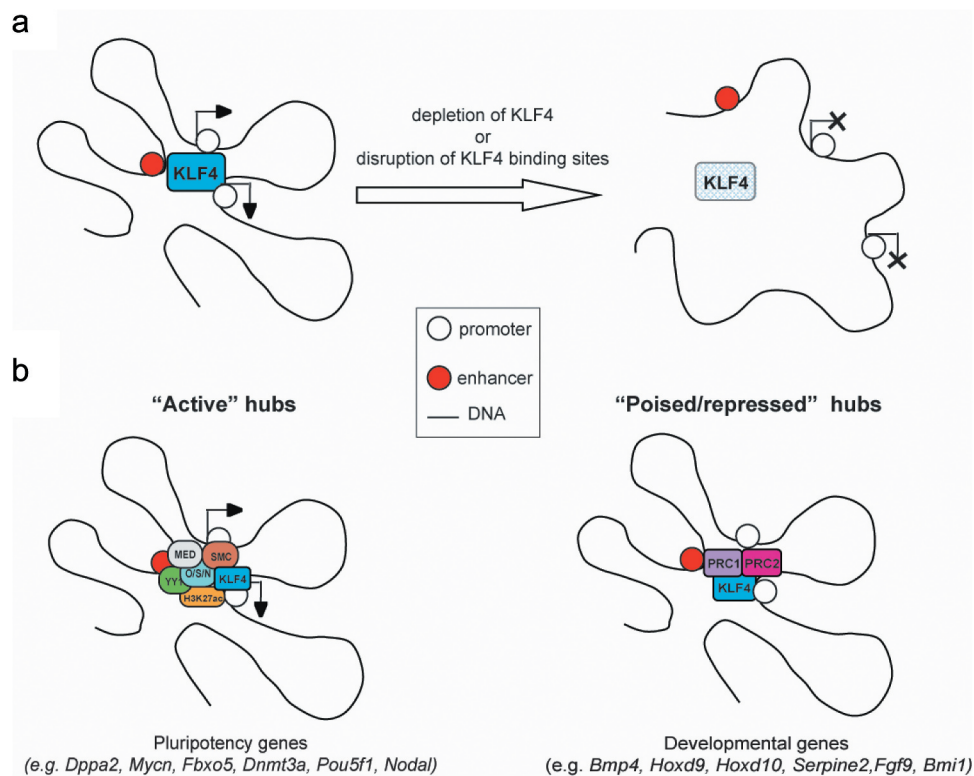 a
depletion of KLF4
or
disruption of KLF4 binding sites
KLF4
KLF4
promoter
enhancer
DNA
b
“Active” hubs
“Poised/repressed” hubs
MED
SMC
O/S/N
YY1
KLF4
H3K27ac
PRC1
PRC2
KLF4
Pluripotency genes
(e.g. Dppa2, Mycn, Fbxo5, Dnmt3a, Pou5f1, Nodal)
Developmental genes
(e.g. Bmp4, Hoxd9, Hoxd10, Serpine2,Fgf9, Bmi1)